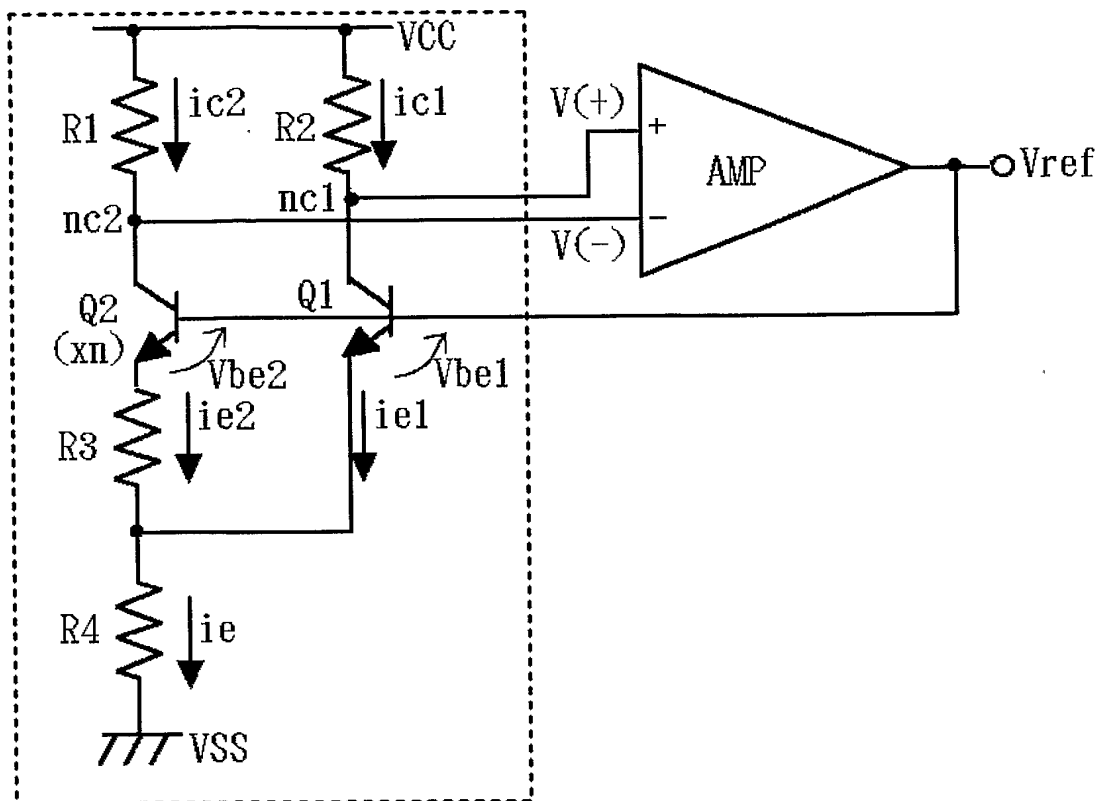 VCC
ic2
ic1
R1
R2
V(+)
+
AMP
Vref
nc1
nc2
−
V(−)
Q2
(xn)
Q1
Vbe2
Vbe1
ie2
ie1
R3
R4
ie
VSS